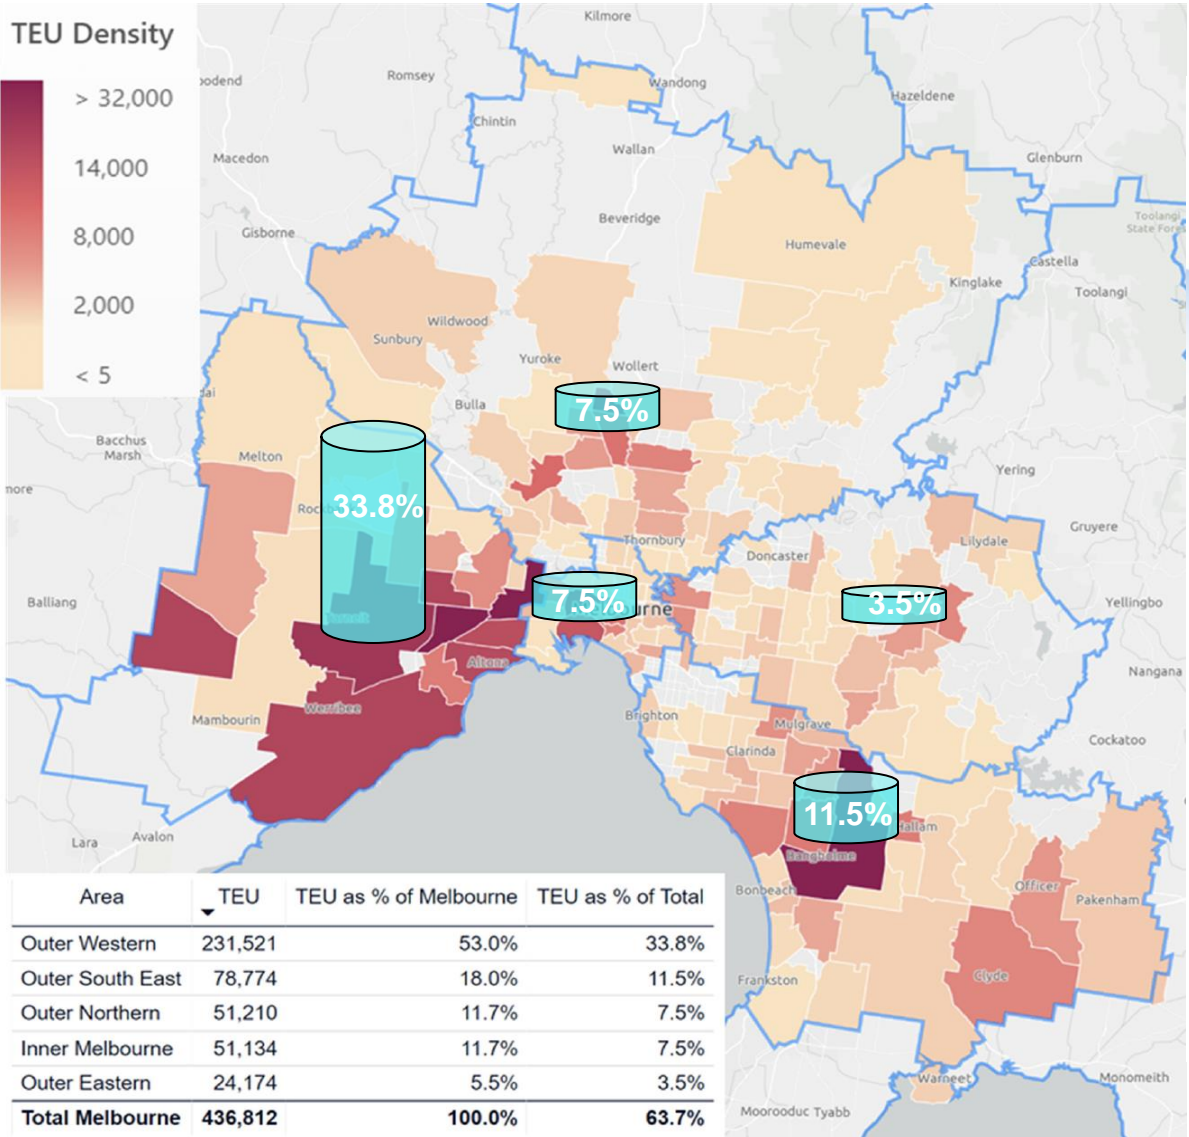 TEU Density
> 32,000
14,000
8,000
2,000
< 5
Kilmore
Romsey
Wandong
Hazeldene
Chintin
Wallan
Macedon
Glenburn
Gisborne
Beveridge
Toolangi
State Fores
Humevale
Castella
Kinglake
Toolangi
Wildwood
Sunbury
Yuroke
Wollert
Bulla
7.5%
Bacchus
Marsh
Melton
Yering
33.8%
Gruyere
Thornbury
Lilydale
Doncaster
Balliang
7.5%
3.5%
Yellingbo
Altona
Nangana
Werribee
Mambourin
Brighton
Mulgrave
Cockatoo
Clarinda
11.5%
Hallam
Lara
Avalon
Bangholme
Bonbeach
Officer
Pakenham
Frankston
Clyde
Warneet
Monomeith
Moorooduc Tyabb
Area TEU TEU as % of Melbourne TEU as % of Total
Outer Western 231,521 53.0% 33.8%
Outer South East 78,774 18.0% 11.5%
Outer Northern 51,210 11.7% 7.5%
Inner Melbourne 51,134 11.7% 7.5%
Outer Eastern 24,174 5.5% 3.5%
Total Melbourne 436,812 100.0% 63.7%